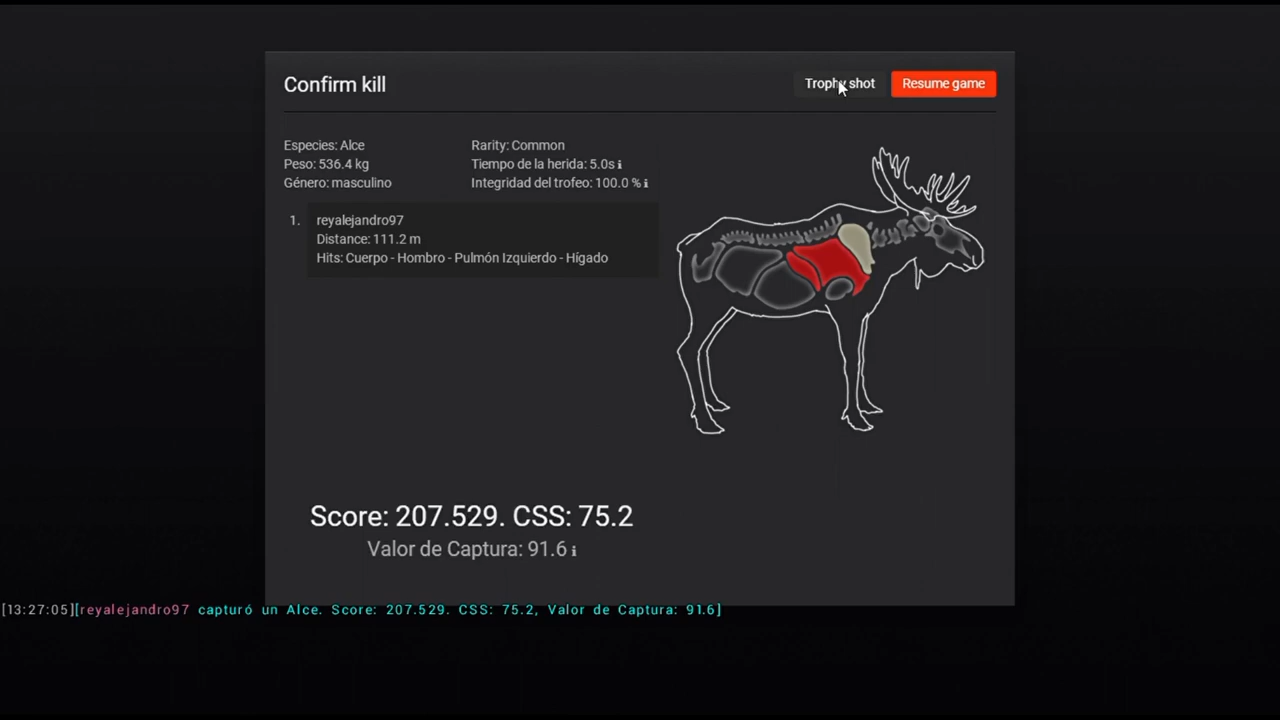 Confirm kill
Trophy shot
Resume game
Especies: Alce
Rarity: Common
Peso: 536.4 kg
Tiempo de la herida: 5.0s
Género: masculino
Integridad del trofeo: 100.0 %
1.
reyalejandro97
Distance: 111.2 m
Hits: Cuerpo - Hombro - Pulmón Izquierdo - Hígado
Score: 207.529. CSS: 75.2
Valor de Captura: 91.6
[13:27:05][reyalejandro97 capturó un Alce. Score: 207.529. CSS: 75.2, Valor de Captura: 91.6]